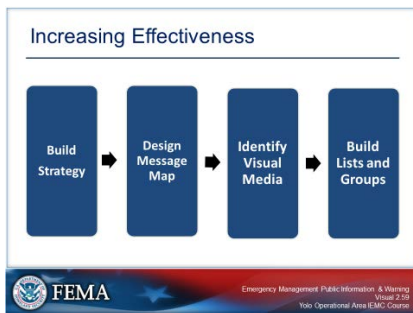 Increasing Effectiveness
Build
Strategy
Design
Message
Map
Identify
Visual
Media
Build
Lists and
Groups
FEMA
Emergency Management Public Information & Warning
Visual 2.59
Yolo Operational Area IEMC Course